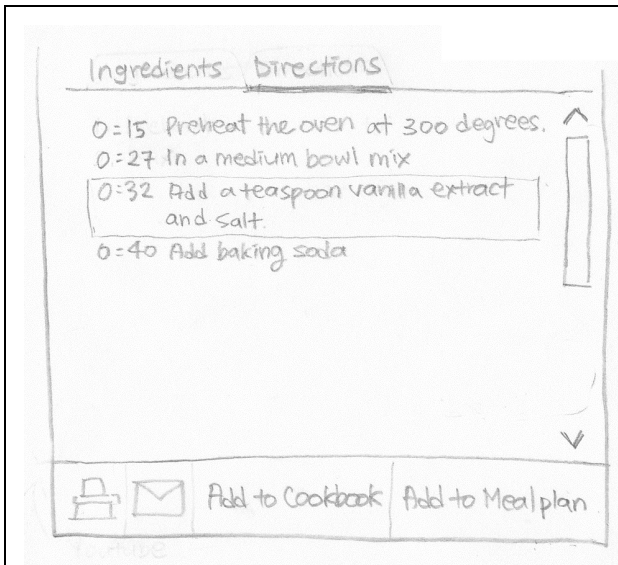 Ingredients Directions
0:15 Preheat the oven at 300 degrees.
0:27 In a medium bowl mix
0:32 Add a teaspoon vanilla extract
and salt.
0:40 Add baking soda
Add to Cookbook Add to Mealplan
Youtube